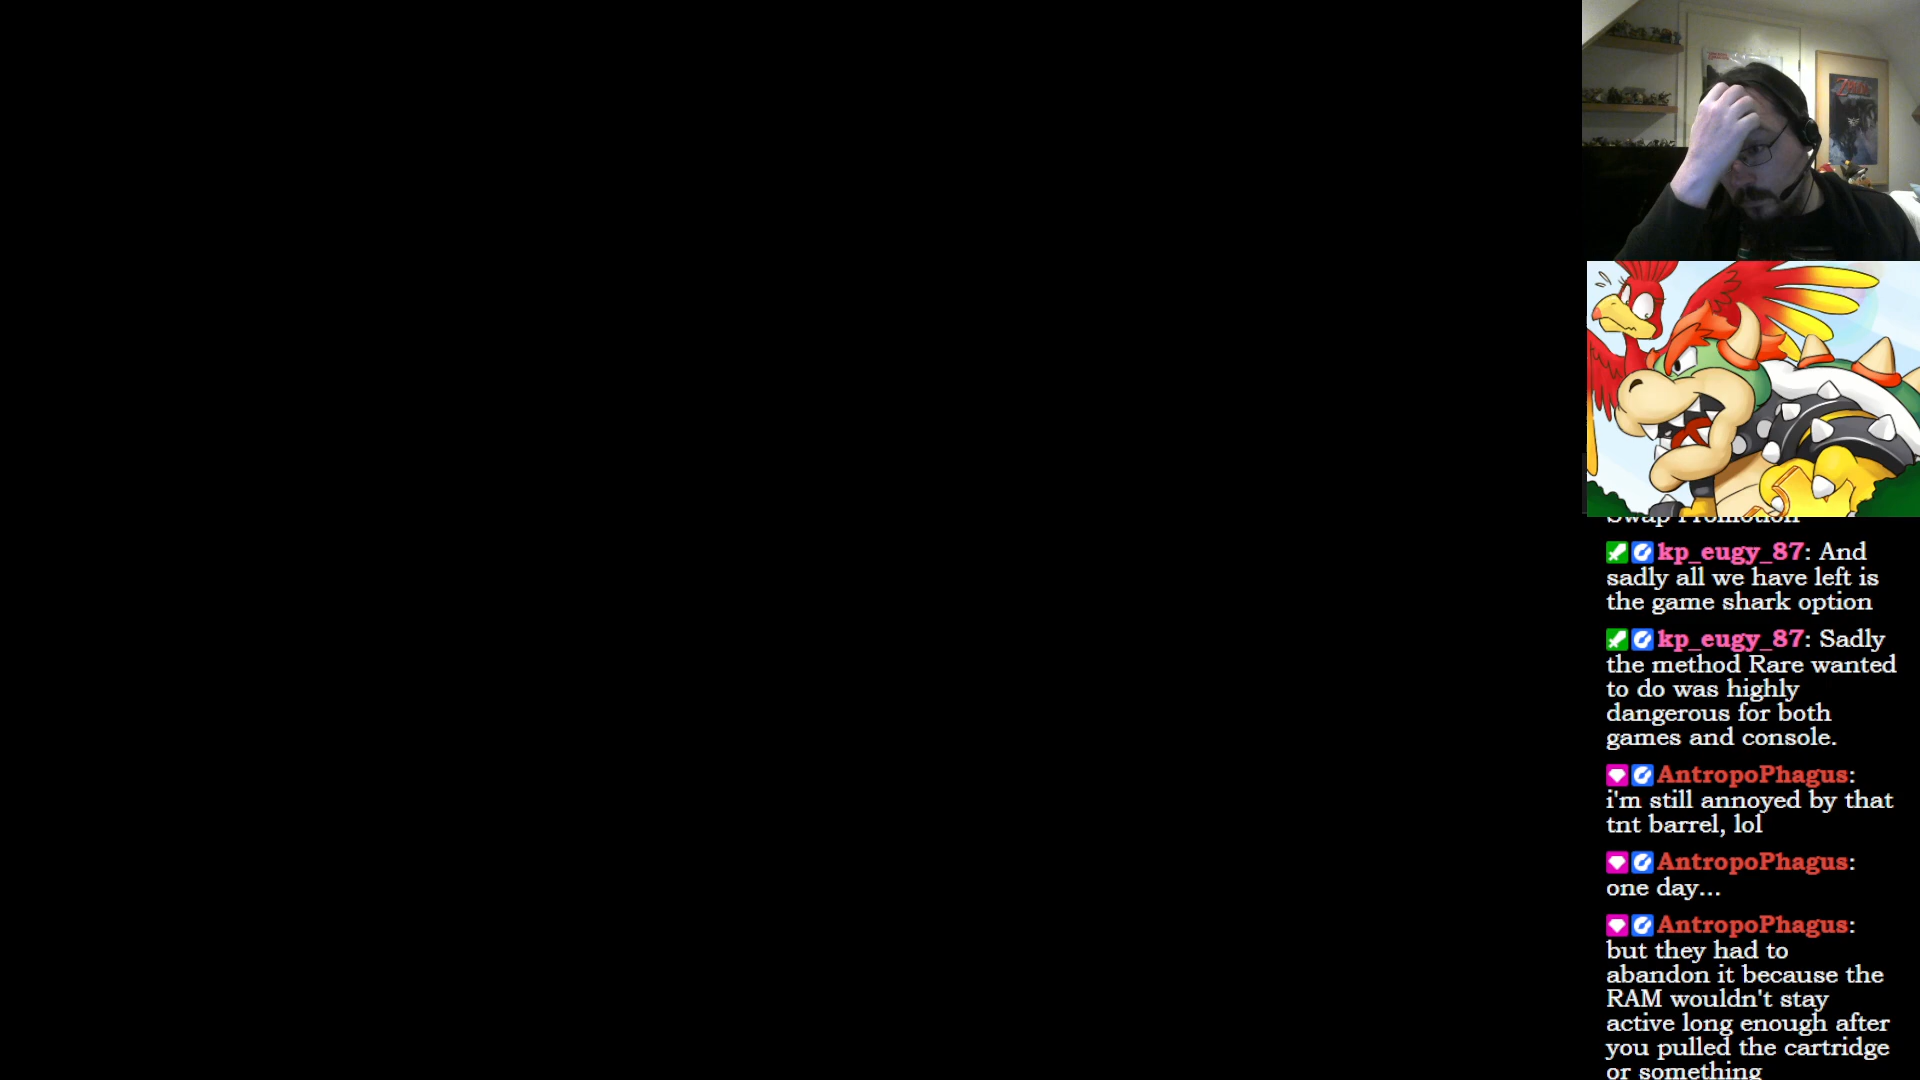 ZELDA
Swap Promotion
kp_eugy_87: And
sadly all we have left is
the game shark option
kp_eugy_87: Sadly
the method Rare wanted
to do was highly
dangerous for both
games and console.
AntropoPhagus:
i'm still annoyed by that
tnt barrel, lol
AntropoPhagus:
one day...
AntropoPhagus:
but they had to
abandon it because the
RAM wouldn't stay
active long enough after
you pulled the cartridge
or something